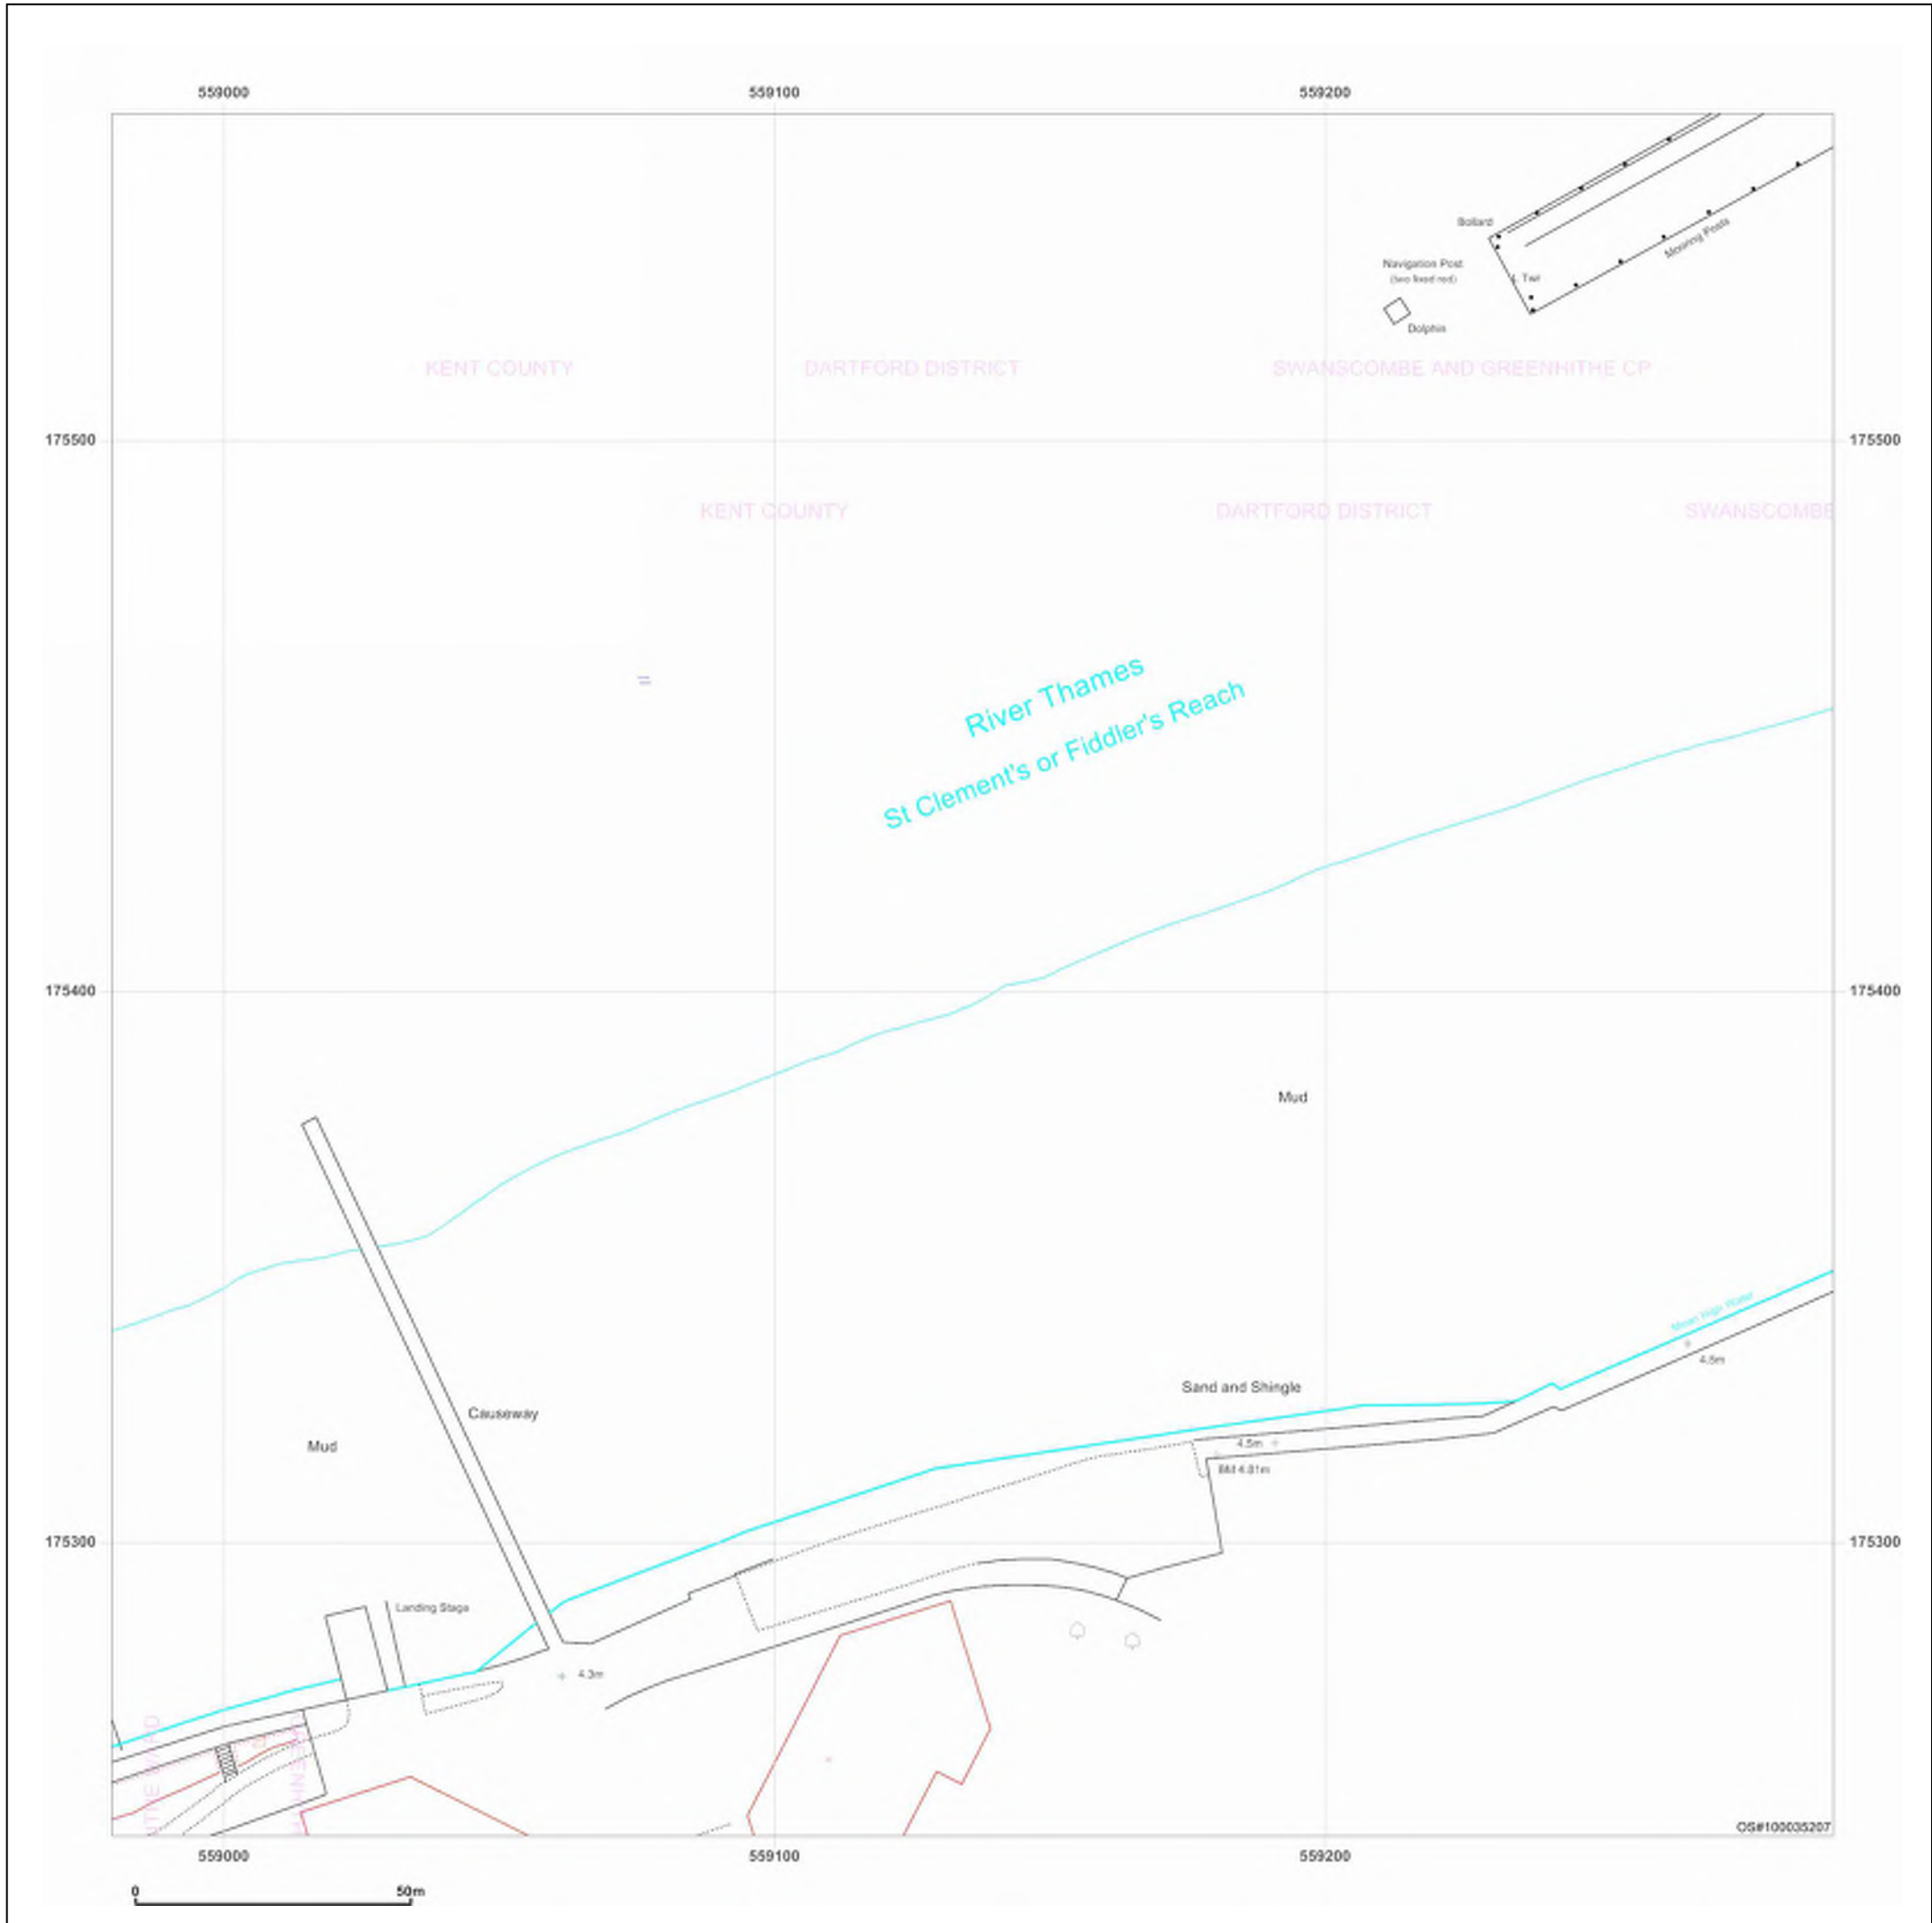 559000 559100 559200
Bollard
Mooring Posts
Navigation Post
(two fixed red)
L Twr
Dolphin
KENT COUNTY DARTFORD DISTRICT SWANSCOMBE AND GREENHITHE CP
175500 175500
KENT COUNTY DARTFORD DISTRICT SWANSCOMBE
River Thames
St Clement's or Fiddler's Reach
175400 175400
Mud
Mean High Water
4.5m
Sand and Shingle
Causeway
4.5m
Mud
BM 4.81m
175300 175300
Landing Stage
4.3m
OS#100035207
559000 559100 559200
0 50m